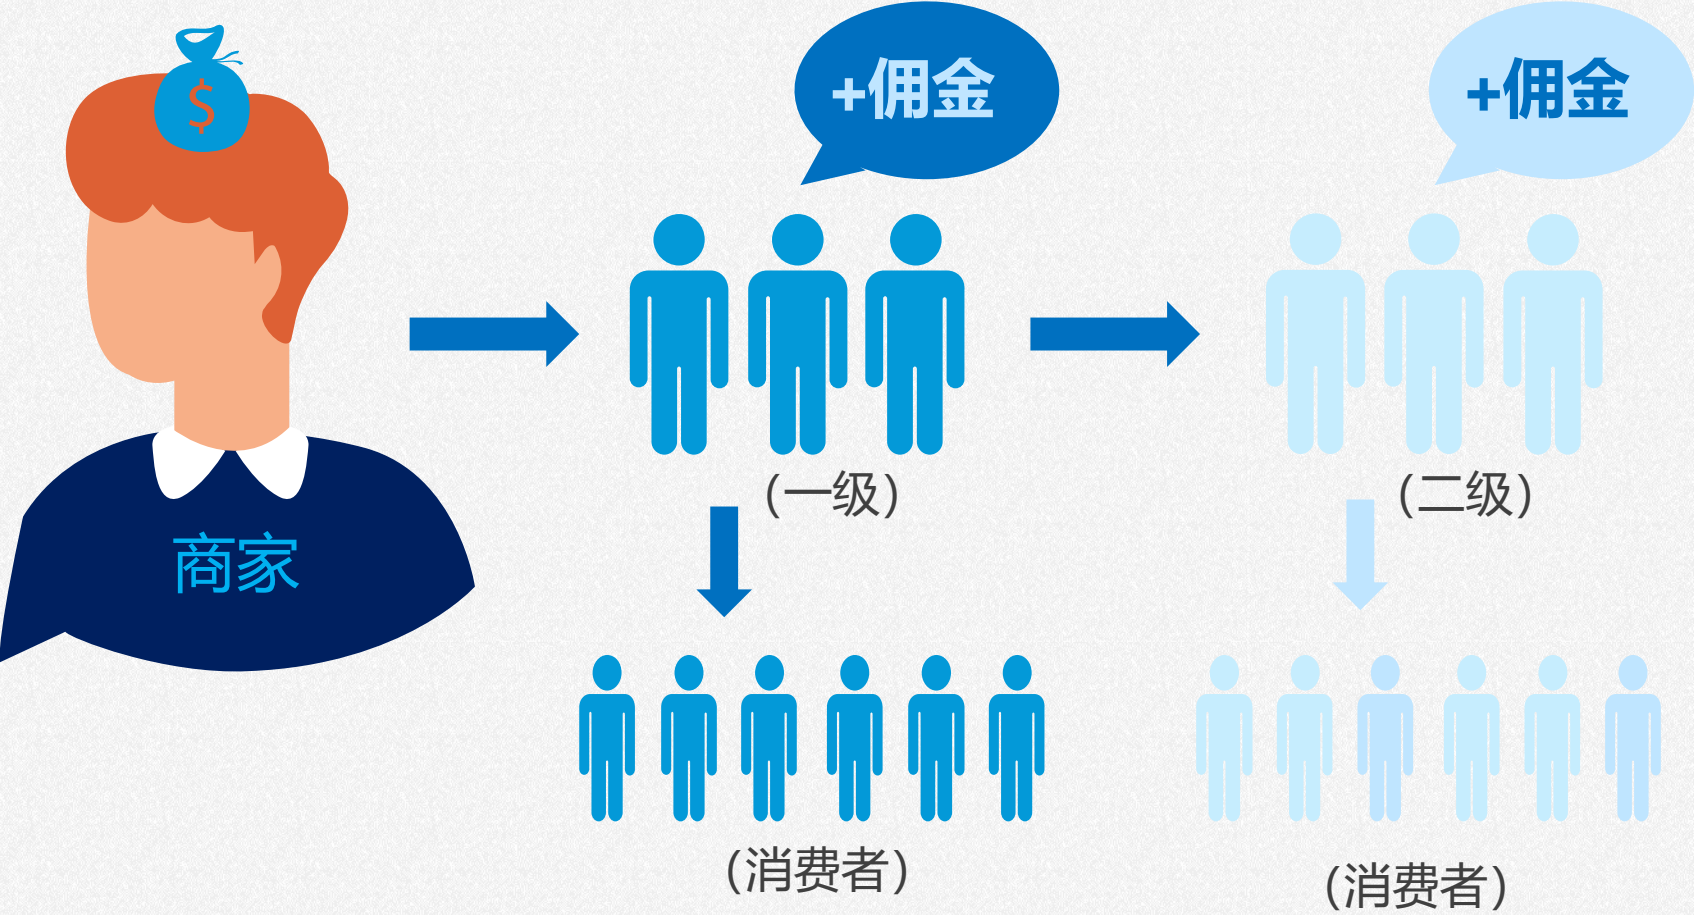 $
+佣金
+佣金
商家
(一级)
(二级)
(消费者)
(消费者)